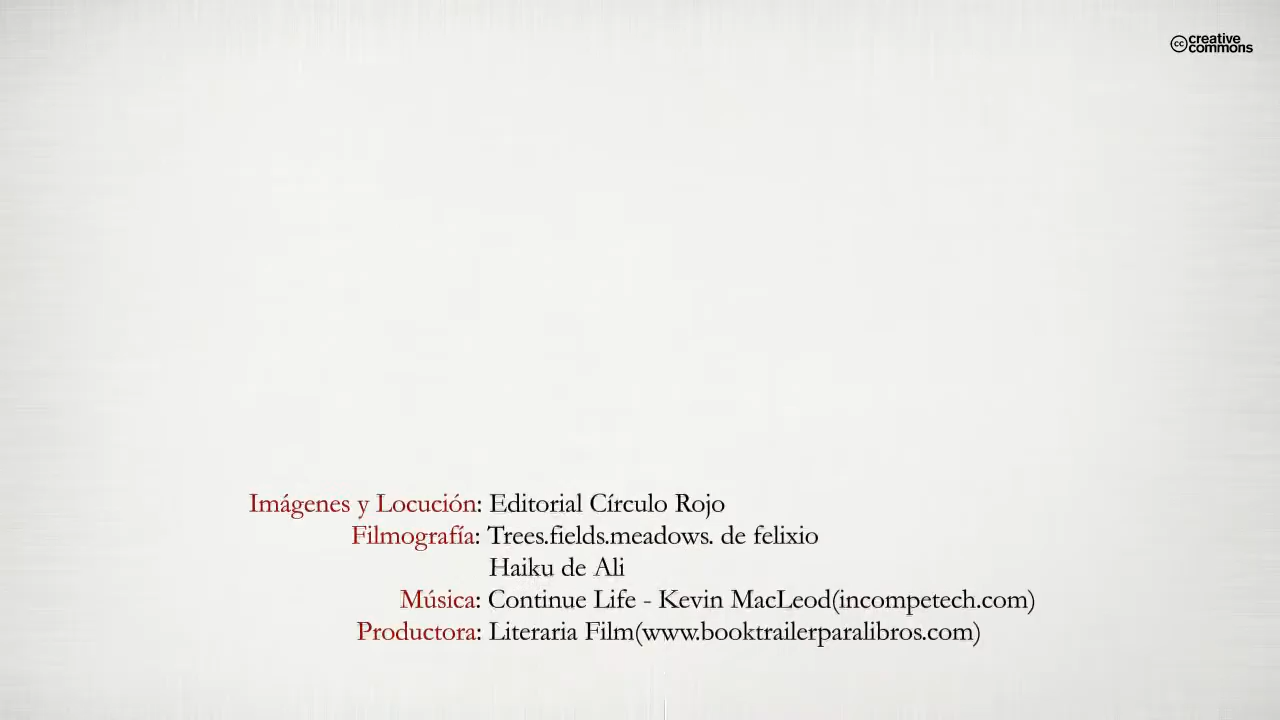 creative
commons
Imágenes y Locución: Editorial Círculo Rojo
Filmografía: Trees.fields.meadows. de felixio
Haiku de Ali
Música: Continue Life - Kevin MacLeod(incompetech.com)
Productora: Literaria Film(www.booktrailerparalibros.com)